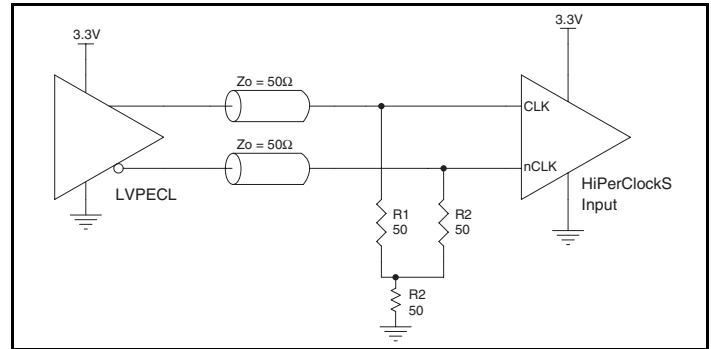 3.3V
3.3V
Zo = 50Ω
CLK
Zo = 50Ω
nCLK
LVPECL
HiPerClockS
Input
R1
50
R2
50
R2
50